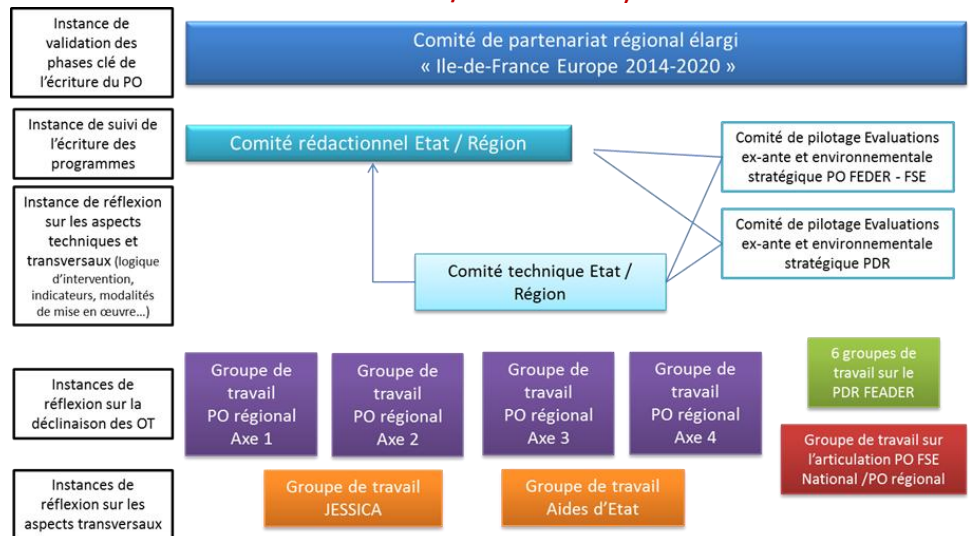 Instance de
validation des
phases clé de
l'écriture du PO
Comité de partenariat régional élargi
« Ile-de-France Europe 2014-2020 »
Instance de suivi de
l'écriture des
programmes
Comité rédactionnel Etat / Région
Comité de pilotage Evaluations
ex-ante et environnementale
stratégique PO FEDER - FSE
Instance de réflexion
sur les aspects
techniques et
transversaux (logique
d'intervention,
indicateurs, modalités
de mise en œuvre...)
Comité technique Etat /
Région
Comité de pilotage Evaluations
ex-ante et environnementale
stratégique PDR
Instances de
réflexion sur la
déclinaison des OT
Groupe de
travail
PO régional
Axe 1
Groupe de
travail
PO régional
Axe 2
Groupe de
travail
PO régional
Axe 3
Groupe de
travail
PO régional
Axe 4
6 groupes de
travail sur le
PDR FEADER
Groupe de travail sur
l'articulation PO FSE
National /PO régional
Instances de
réflexion sur les
aspects transversaux
Groupe de travail
JESSICA
Groupe de travail
Aides d'Etat